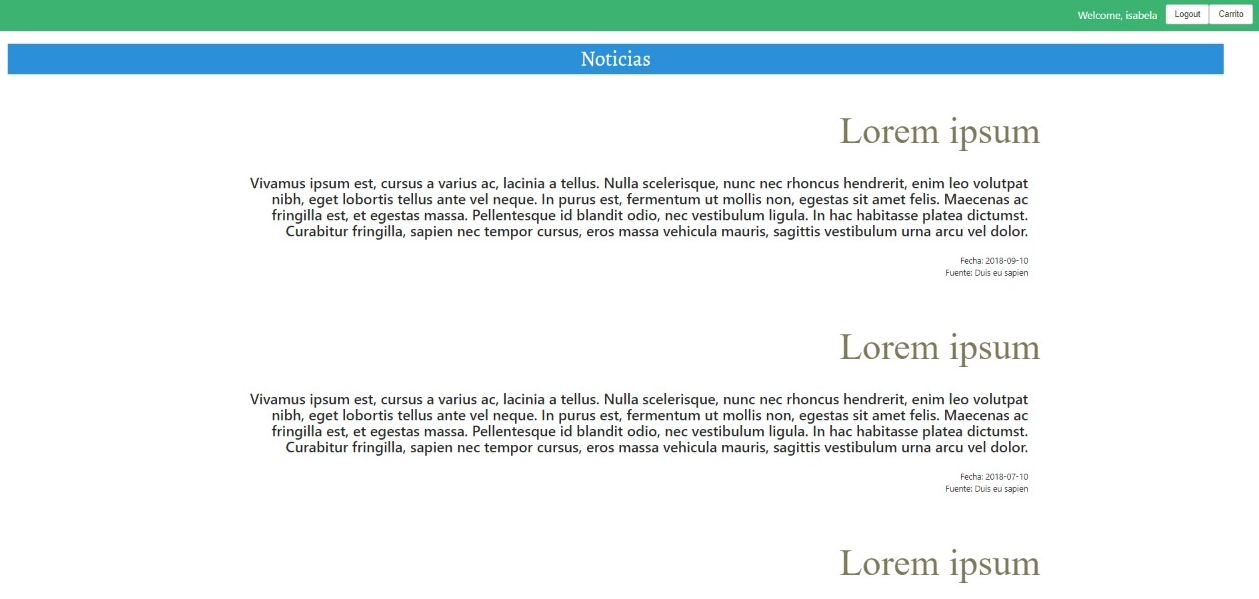 Welcome, isabela Logout Carrito
Noticias
Lorem ipsum
Vivamus ipsum est, cursus a varius ac, lacinia a tellus. Nulla scelerisque, nunc nec rhoncus hendrerit, enim leo volutpat
nibh, eget lobortis tellus ante vel neque. In purus est, fermentum ut mollis non, egestas sit amet felis. Maecenas ac
fringilla est, et egestas massa. Pellentesque id blandit odio, nec vestibulum ligula. In hac habitasse platea dictumst.
Curabitur fringilla, sapien nec tempor cursus, eros massa vehicula mauris, sagittis vestibulum urna arcu vel dolor.
Fecha: 2018-09-10
Fuente: Duis eu sapien
Lorem ipsum
Vivamus ipsum est, cursus a varius ac, lacinia a tellus. Nulla scelerisque, nunc nec rhoncus hendrerit, enim leo volutpat
nibh, eget lobortis tellus ante vel neque. In purus est, fermentum ut mollis non, egestas sit amet felis. Maecenas ac
fringilla est, et egestas massa. Pellentesque id blandit odio, nec vestibulum ligula. In hac habitasse platea dictumst.
Curabitur fringilla, sapien nec tempor cursus, eros massa vehicula mauris, sagittis vestibulum urna arcu vel dolor.
Fecha: 2018-07-10
Fuente: Duis eu sapien
Lorem ipsum